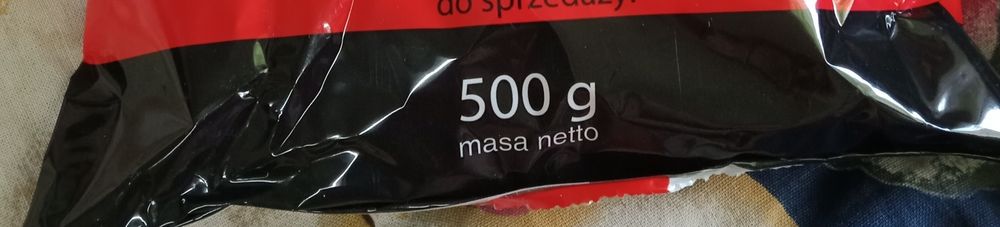 do sprzedaży.
500 g
masa netto